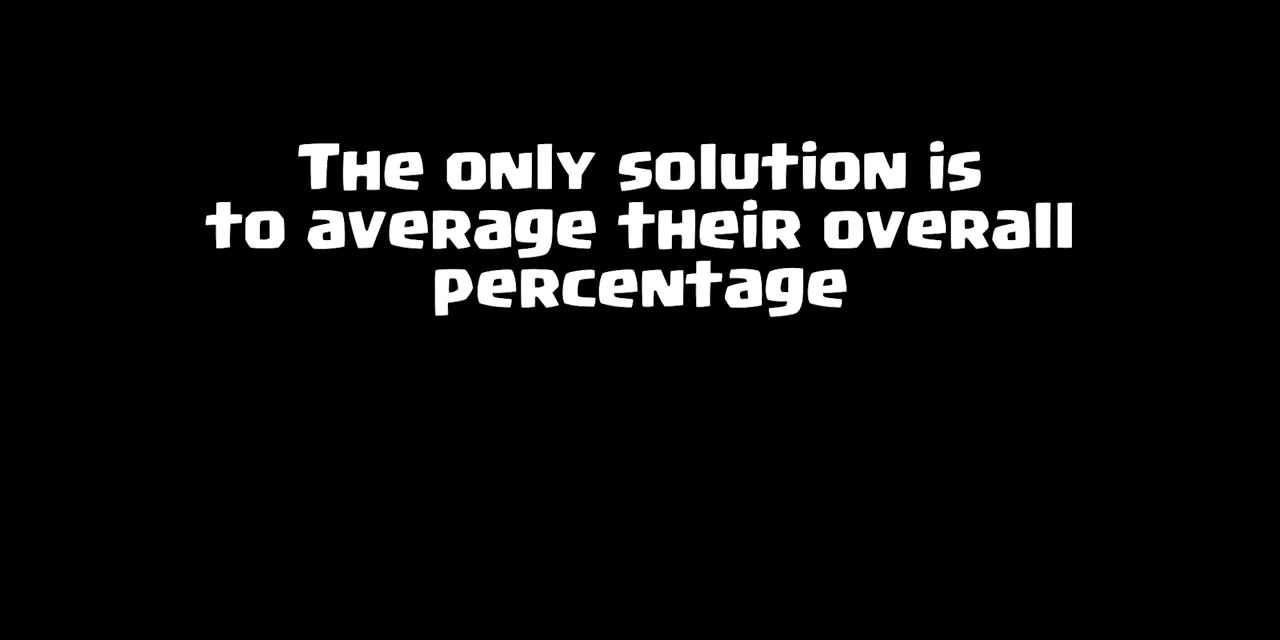 The only solution is
to average their overall
percentage